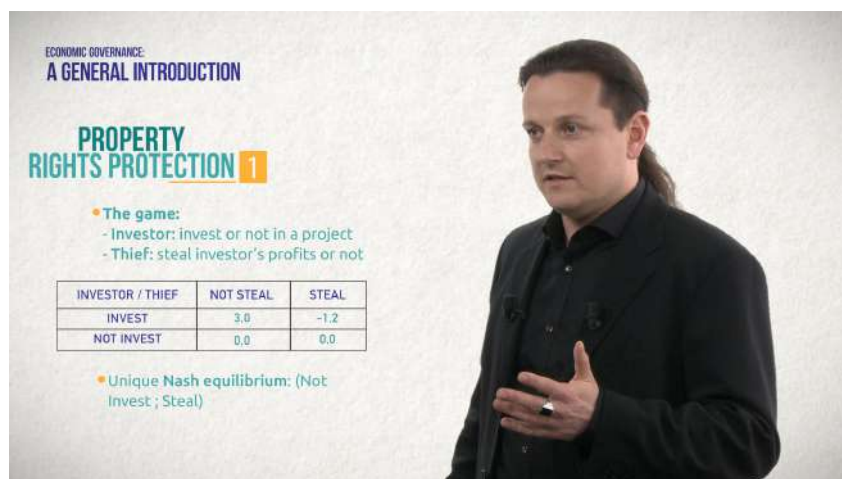 ECONOMIC GOVERNANCE:
A GENERAL INTRODUCTION
PROPERTY
RIGHTS PROTECTION 1
The game:
- Investor: invest or not in a project
- Thief: steal investor's profits or not
INVESTOR / THIEF NOT STEAL STEAL
INVEST 3.0 -1.2
NOT INVEST 0.0 0.0
Unique Nash equilibrium: (Not
Invest ; Steal)